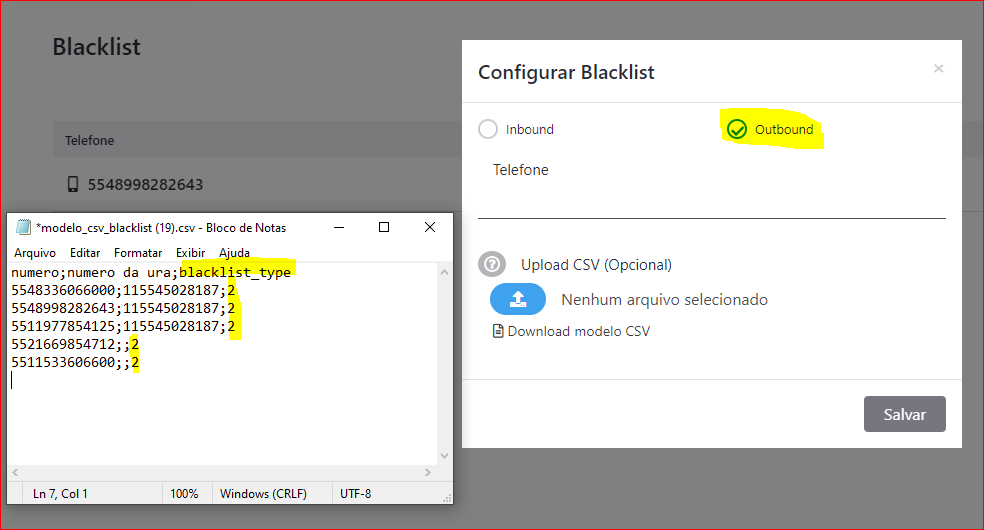 Blacklist
Telefone
5548998282643
Configurar Blacklist
×
Inbound
Outbound
Telefone
?
Upload CSV (Opcional)
Nenhum arquivo selecionado
Download modelo CSV
Salvar
*modelo_csv_blacklist (19).csv - Bloco de Notas
Arquivo Editar Formatar Exibir Ajuda
numero;numero da ura;blacklist_type
5548336066000;115545028187;2
5548998282643;115545028187;2
5511977854125;115545028187;2
5521669854712;;2
5511533606600;;2
Ln 7, Col 1 100% Windows (CRLF) UTF-8